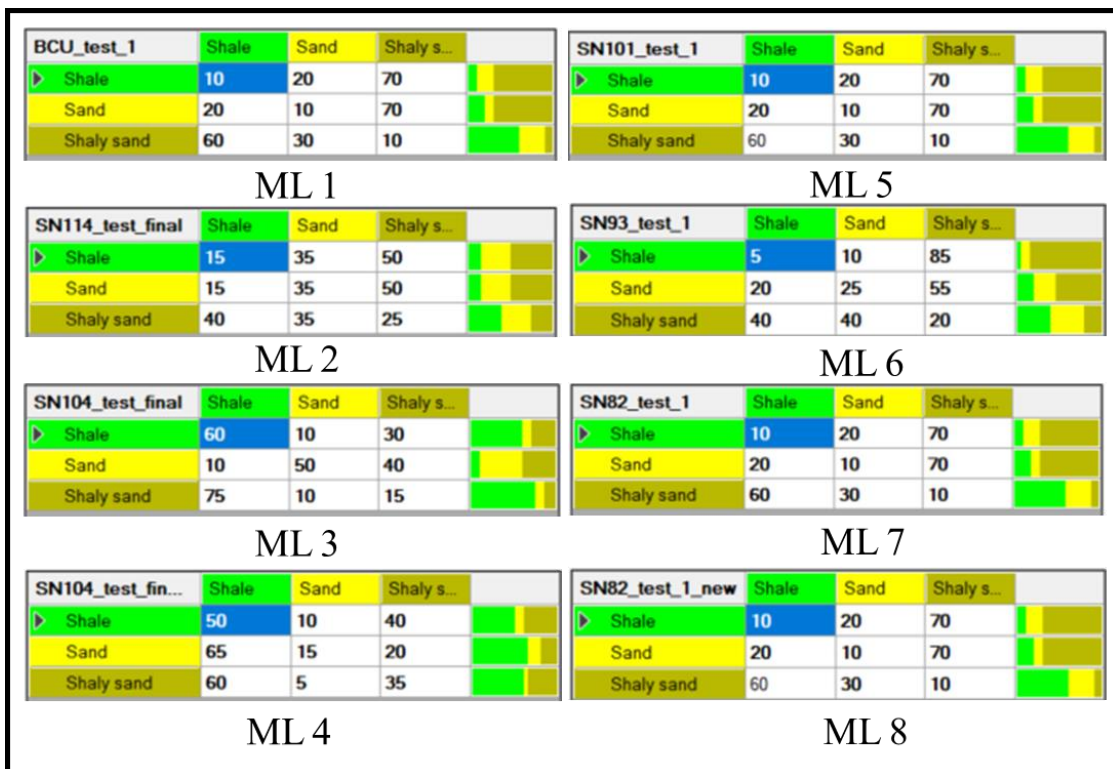 BCU_test_1 Shale Sand Shaly s...
Shale 10 20 70
Sand 20 10 70
Shaly sand 60 30 10
ML 1
SN114_test_final Shale Sand Shaly s...
Shale 15 35 50
Sand 15 35 50
Shaly sand 40 35 25
ML 2
SN104_test_final Shale Sand Shaly s...
Shale 60 10 30
Sand 10 50 40
Shaly sand 75 10 15
ML 3
SN104_test_fin... Shale Sand Shaly s...
Shale 50 10 40
Sand 65 15 20
Shaly sand 60 5 35
ML 4
SN101_test_1 Shale Sand Shaly s...
Shale 10 20 70
Sand 20 10 70
Shaly sand 60 30 10
ML 5
SN93_test_1 Shale Sand Shaly s...
Shale 5 10 85
Sand 20 25 55
Shaly sand 40 40 20
ML 6
SN82_test_1 Shale Sand Shaly s...
Shale 10 20 70
Sand 20 10 70
Shaly sand 60 30 10
ML 7
SN82_test_1_new Shale Sand Shaly s...
Shale 10 20 70
Sand 20 10 70
Shaly sand 60 30 10
ML 8